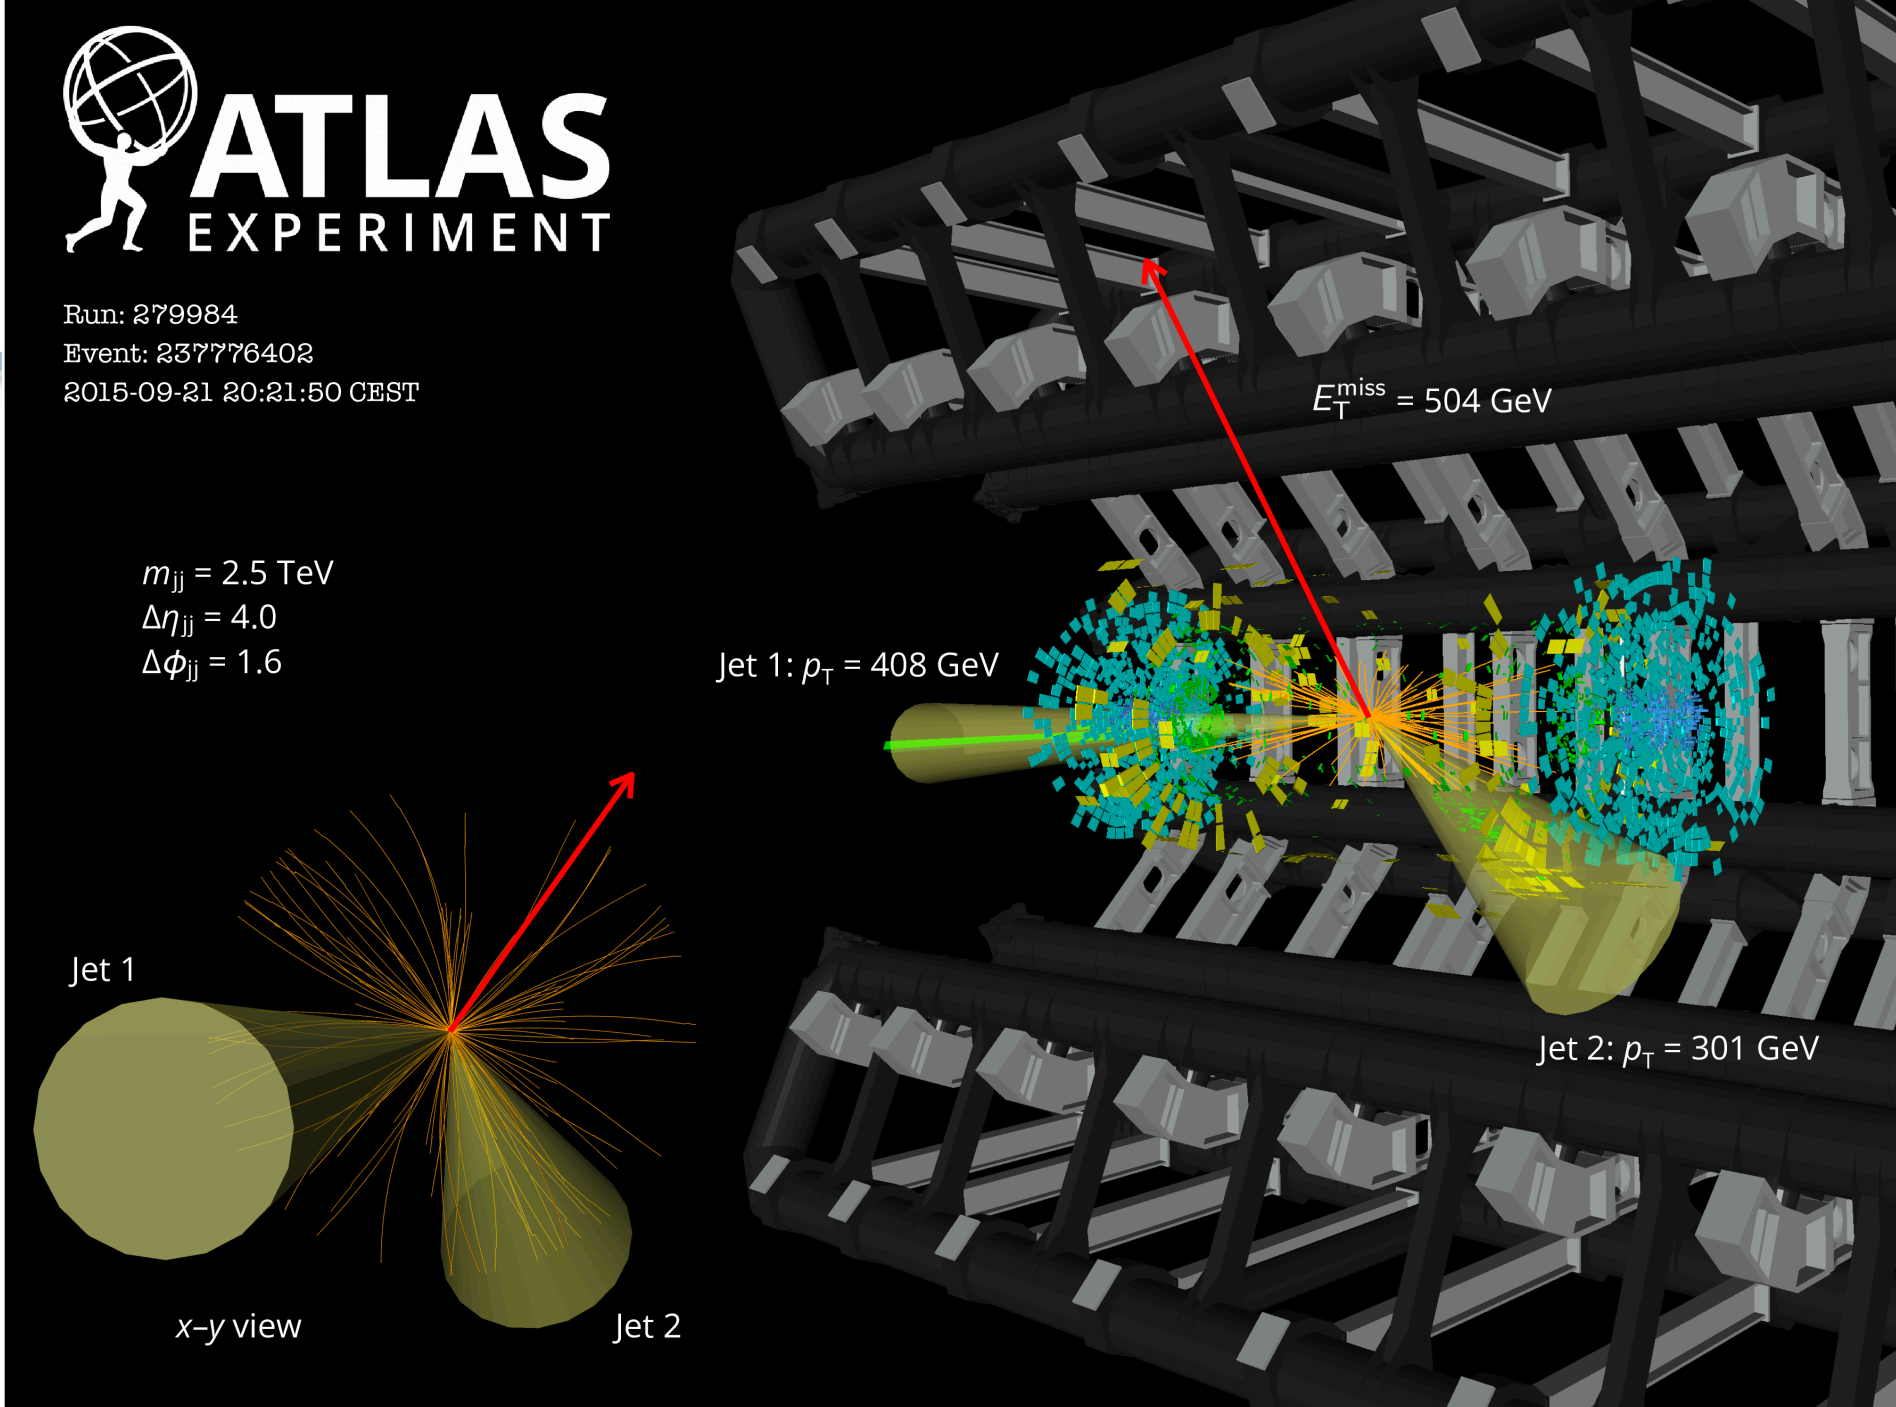 ATLAS
EXPERIMENT
Run: 279984
Event: 237776402
2015-09-21 20:21:50 CEST
E_T^miss = 504 GeV
m_jj = 2.5 TeV
Δη_jj = 4.0
Δϕ_jj = 1.6
Jet 1: p_T = 408 GeV
Jet 1
Jet 2: p_T = 301 GeV
x–y view
Jet 2